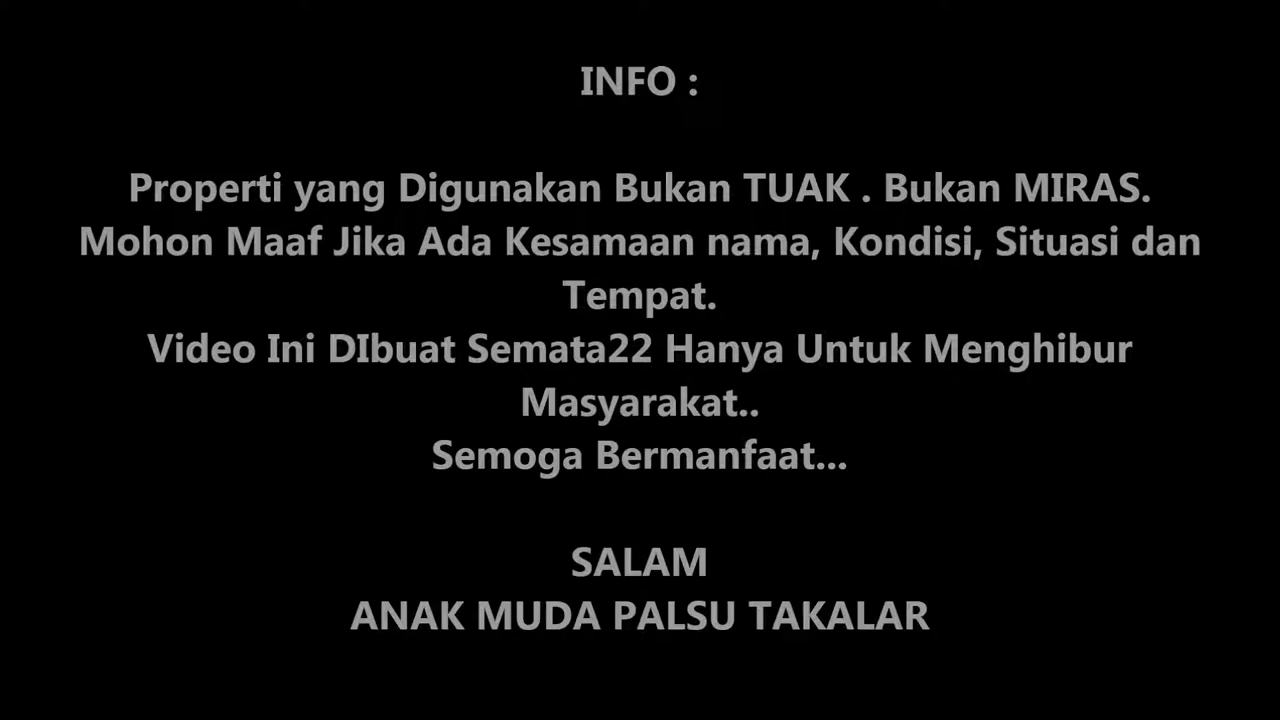 INFO :
Properti yang Digunakan Bukan TUAK . Bukan MIRAS.
Mohon Maaf Jika Ada Kesamaan nama, Kondisi, Situasi dan
Tempat.
Video Ini DIbuat Semata22 Hanya Untuk Menghibur
Masyarakat..
Semoga Bermanfaat...
SALAM
ANAK MUDA PALSU TAKALAR